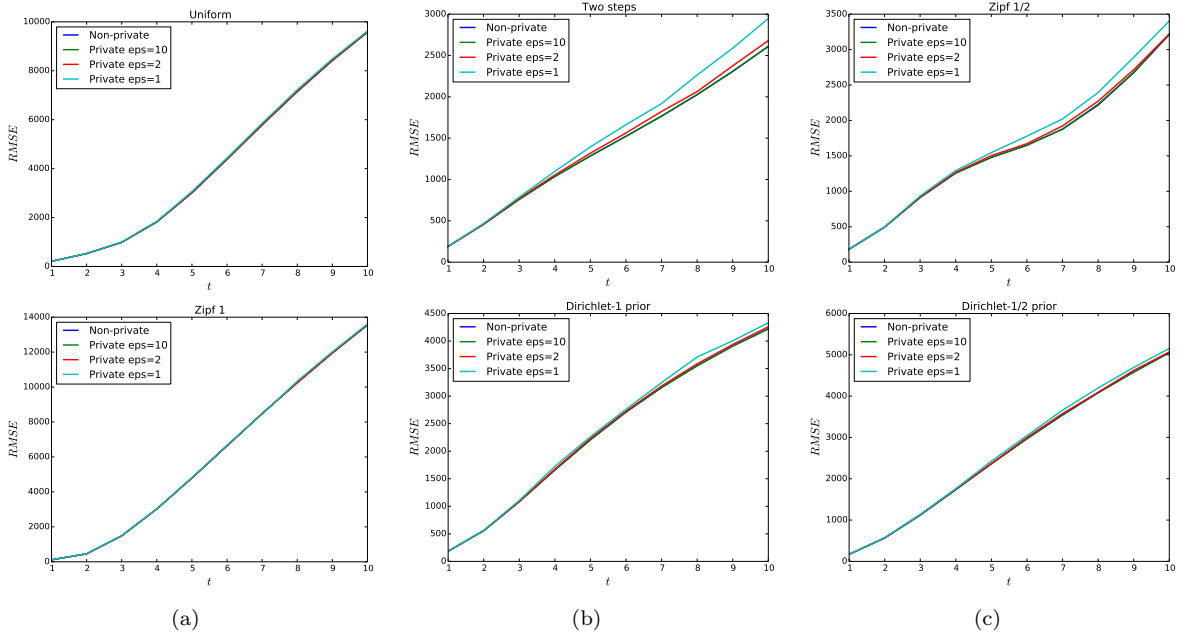 Uniform
Non-private
Private eps=10
Private eps=2
Private eps=1
RMSE
10000
8000
6000
4000
2000
0
1 2 3 4 5 6 7 8 9 10
t
Two steps
Non-private
Private eps=10
Private eps=2
Private eps=1
RMSE
3000
2500
2000
1500
1000
500
0
1 2 3 4 5 6 7 8 9 10
t
Zipf 1/2
Non-private
Private eps=10
Private eps=2
Private eps=1
RMSE
3500
3000
2500
2000
1500
1000
500
0
1 2 3 4 5 6 7 8 9 10
t
Zipf 1
Non-private
Private eps=10
Private eps=2
Private eps=1
RMSE
14000
12000
10000
8000
6000
4000
2000
0
1 2 3 4 5 6 7 8 9 10
t
Dirichlet-1 prior
Non-private
Private eps=10
Private eps=2
Private eps=1
RMSE
4500
4000
3500
3000
2500
2000
1500
1000
500
0
1 2 3 4 5 6 7 8 9 10
t
Dirichlet-1/2 prior
Non-private
Private eps=10
Private eps=2
Private eps=1
RMSE
6000
5000
4000
3000
2000
1000
0
1 2 3 4 5 6 7 8 9 10
t
(a)
(b)
(c)